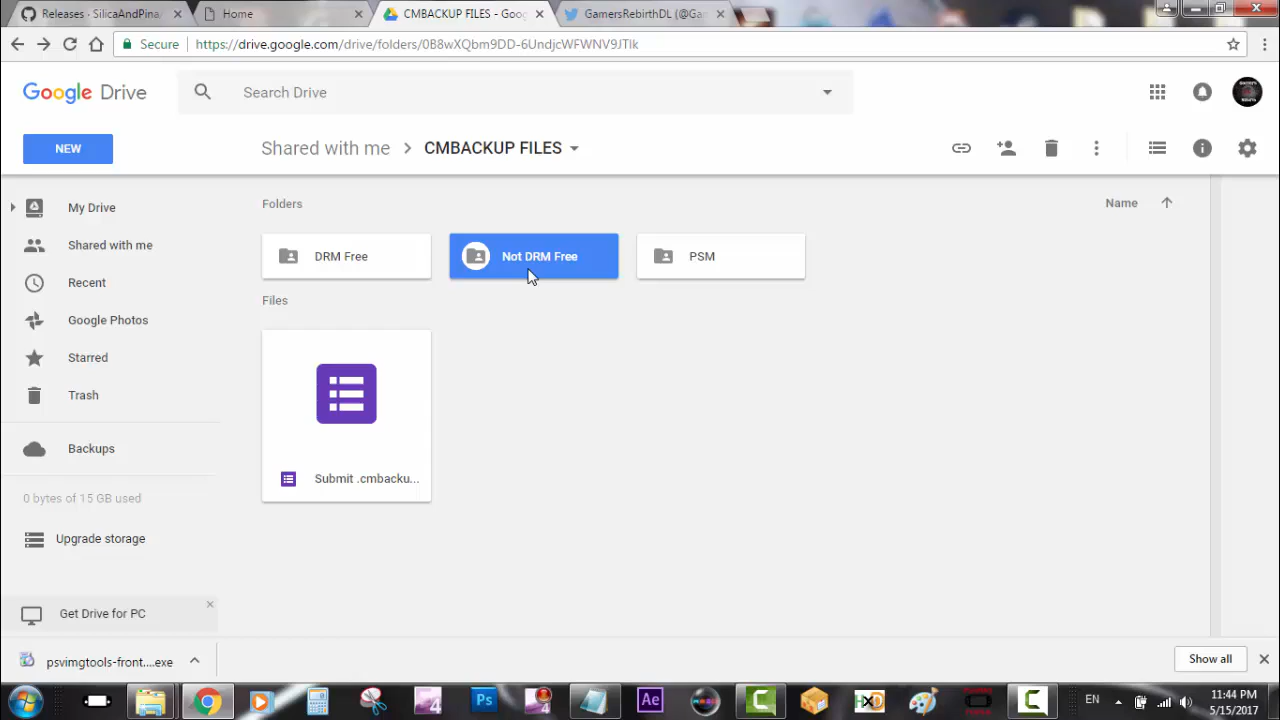 Releases · SilicaAndPina/
Home
CMBACKUP FILES – Goo
GamersRebirthDL (@Ga
Secure
https://drive.google.com/drive/folders/0B8wXQbm9DD-6UndjcWFWNV9JTlk
Google Drive
Search Drive
NEW
Shared with me > CMBACKUP FILES
My Drive
Shared with me
Recent
Google Photos
Starred
Trash
Backups
0 bytes of 15 GB used
Upgrade storage
Get Drive for PC
Folders
Name
DRM Free
Not DRM Free
PSM
Files
Submit .cmbacku...
psvimgtools-front....exe
Show all
Ps
Ae
EN
11:44 PM
5/15/2017